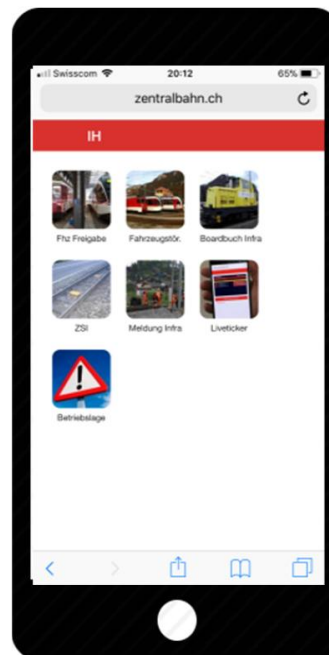 Swisscom 20:12 65%
zentralbahn.ch
IH
Fhz Freigabe Fahrzeugstör. Boardbuch Infra
ZSI Meldung Infra Liveticker
Betriebslage